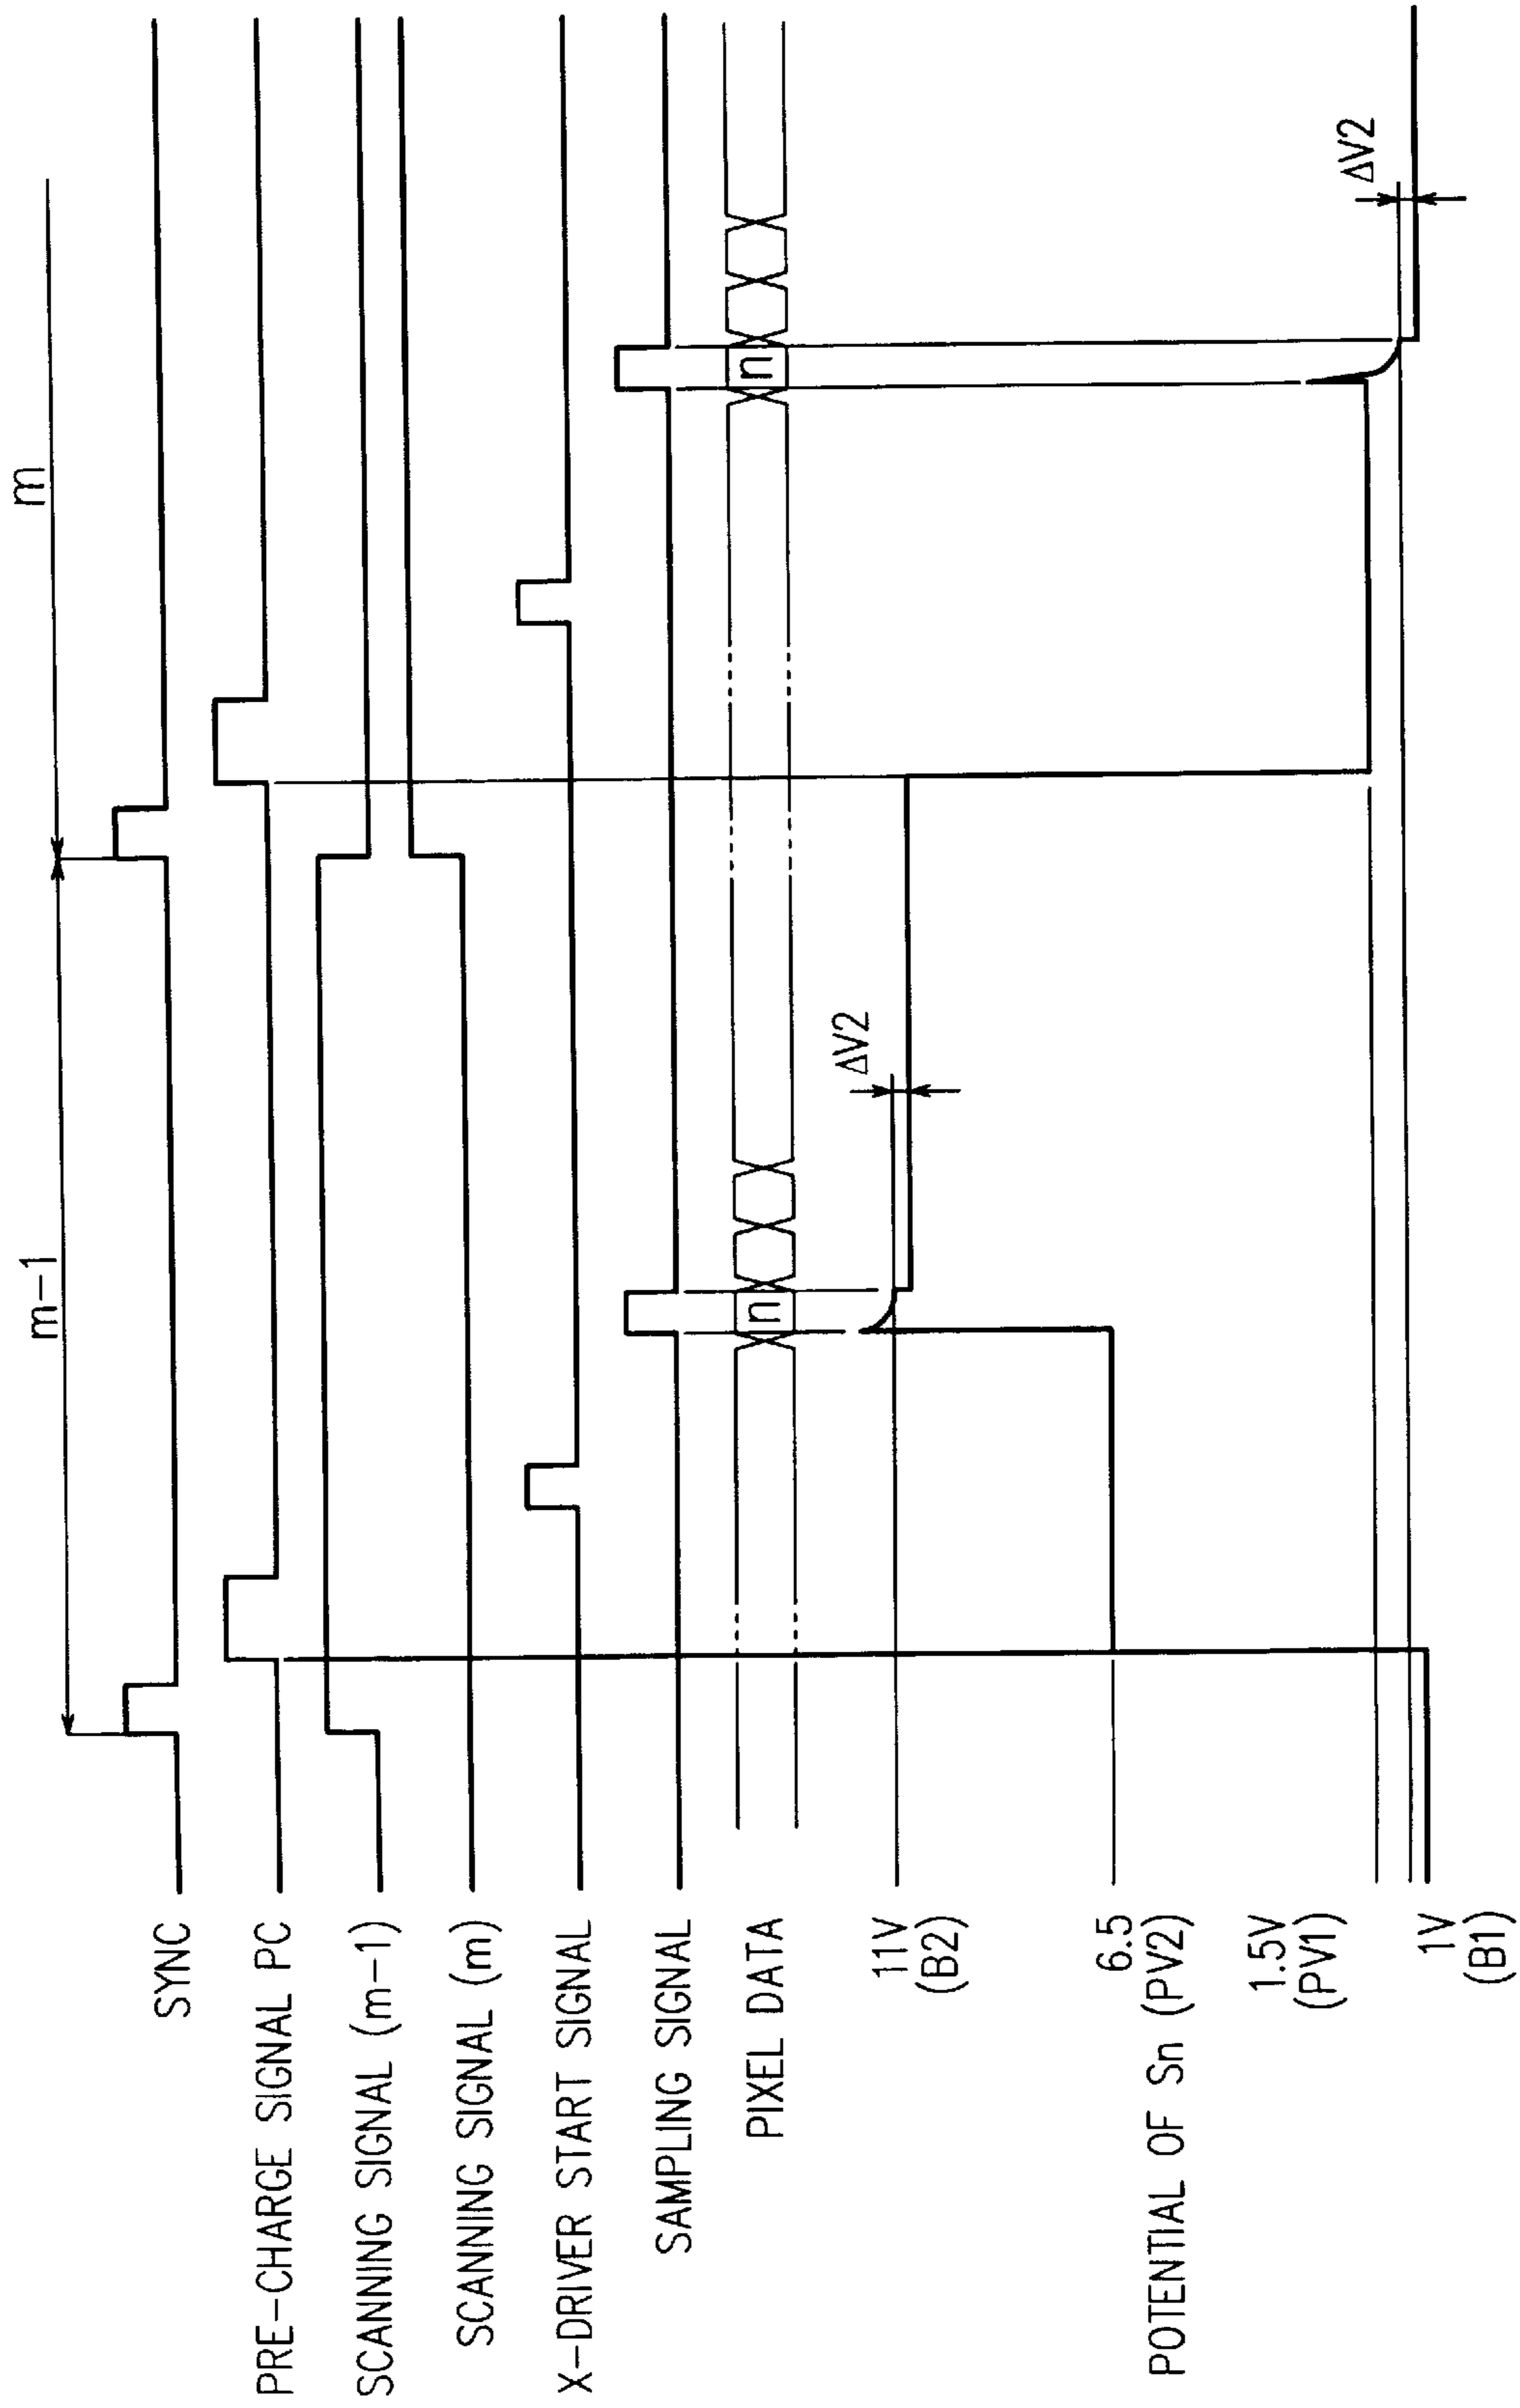 m-1
m
SYNC
PRE-CHARGE SIGNAL PC
SCANNING SIGNAL (m-1)
SCANNING SIGNAL (m)
X-DRIVER START SIGNAL
SAMPLING SIGNAL
PIXEL DATA
n
n
11V
(B2)
ΔV2
6.5
(PV2)
POTENTIAL OF Sn
1.5V
(PV1)
ΔV2
1V
(B1)